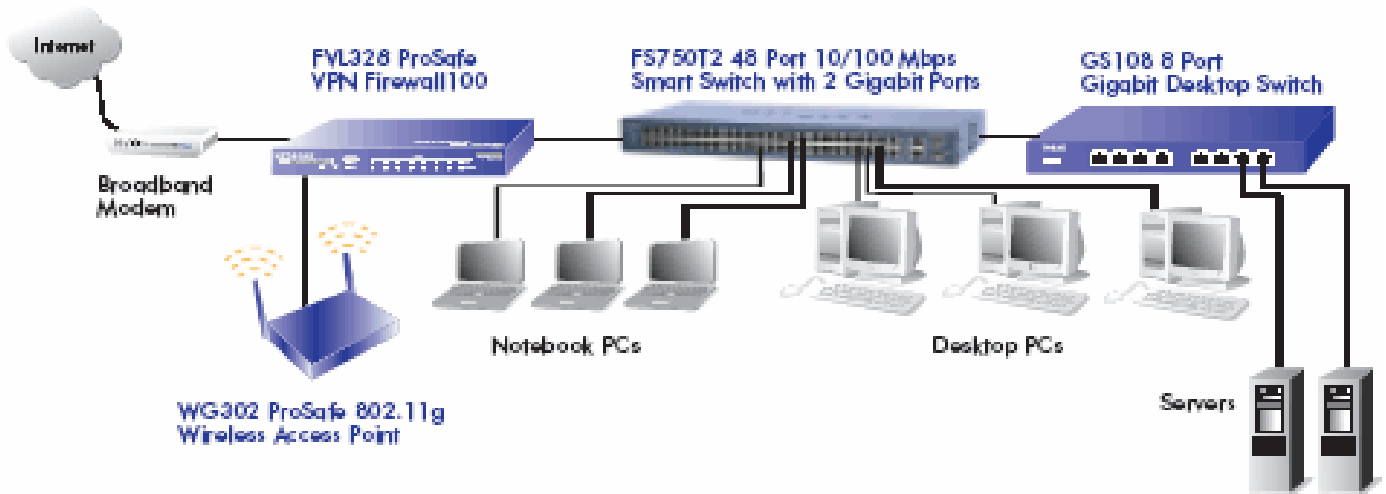 Internet
FVL328 ProSafe
VPN Firewall100
FS750T2 48 Port 10/100 Mbps
Smart Switch with 2 Gigabit Ports
GS108 8 Port
Gigabit Desktop Switch
Broadband
Modem
Notebook PCs
Desktop PCs
WG302 ProSafe 802.11g
Wireless Access Point
Servers